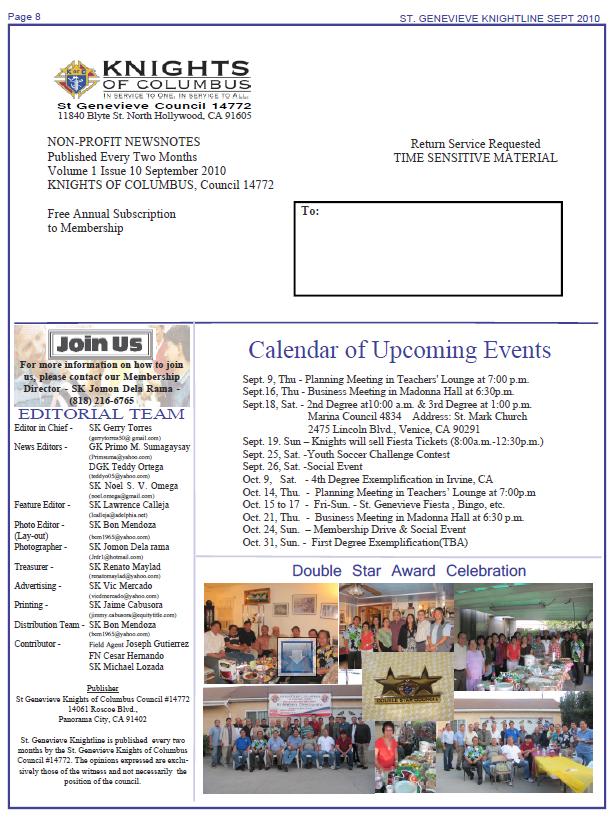 Page 8
ST. GENEVIEVE KNIGHTLINE SEPT 2010
K of C
KNIGHTS
OF COLUMBUS
IN SERVICE TO ONE. IN SERVICE TO ALL.
St Genevieve Council 14772
11840 Blyte St. North Hollywood, CA 91605
NON-PROFIT NEWSNOTES
Published Every Two Months
Volume 1 Issue 10 September 2010
KNIGHTS OF COLUMBUS, Council 14772
Free Annual Subscription
to Membership
Return Service Requested
TIME SENSITIVE MATERIAL
To:
Join Us
For more information on how to join
us, please contact our Membership
Director - SK Jomon Dela Rama -
(818) 216-6765
EDITORIAL TEAM
Editor in Chief - SK Gerry Torres
(gerrytorres50@ gmail.com)
News Editors - GK Primo M. Sumagaysay
(Primsuma@yahoo.com)
DGK Teddy Ortega
(teddyo05@yahoo.com)
SK Noel S. V. Omega
(noel.omega@gmail.com)
Feature Editor - SK Lawrence Calleja
(lcalleja@adelphia.net)
Photo Editor - SK Bon Mendoza
(Lay-out) (bcm1965@yahoo.com)
Photographer - SK Jomon Dela rama
(Jrdr1@hotmail.com)
Treasurer - SK Renato Maylad
(renatomaylad@yahoo.com)
Advertising - SK Vic Mercado
(vicdmercado@yahoo.com)
Printing - SK Jaime Cabusora
(jimmy.cabusora@equitytitle.com)
Distribution Team - SK Bon Mendoza
(bcm1965@yahoo.com)
Contributor - Field Agent Joseph Gutierrez
FN Cesar Hernando
SK Michael Lozada
Publisher
St Genevieve Knights of Columbus Council #14772
14061 Roscoe Blvd.,
Panorama City, CA 91402
St. Genevieve Knightline is published every two
months by the St. Genevieve Knights of Columbus
Council #14772. The opinions expressed are exclu-
sively those of the witness and not necessarily the
position of the council.
Calendar of Upcoming Events
Sept. 9, Thu - Planning Meeting in Teachers' Lounge at 7:00 p.m.
Sept.16, Thu - Business Meeting in Madonna Hall at 6:30p.m.
Sept.18, Sat. - 2nd Degree at10:00 a.m. & 3rd Degree at 1:00 p.m.
Marina Council 4834 Address: St. Mark Church
2475 Lincoln Blvd., Venice, CA 90291
Sept. 19. Sun – Knights will sell Fiesta Tickets (8:00a.m.-12:30p.m.)
Sept. 25, Sat. -Youth Soccer Challenge Contest
Sept. 26, Sat. -Social Event
Oct. 9, Sat. - 4th Degree Exemplification in Irvine, CA
Oct. 14, Thu. - Planning Meeting in Teachers' Lounge at 7:00p.m
Oct. 15 to 17 - Fri-Sun. - St. Genevieve Fiesta , Bingo, etc.
Oct. 21, Thu. - Business Meeting in Madonna Hall at 6:30 p.m.
Oct. 24, Sun. – Membership Drive & Social Event
Oct. 31, Sun. - First Degree Exemplification(TBA)
Double Star Award Celebration
DOUBLE STAR COUNCIL